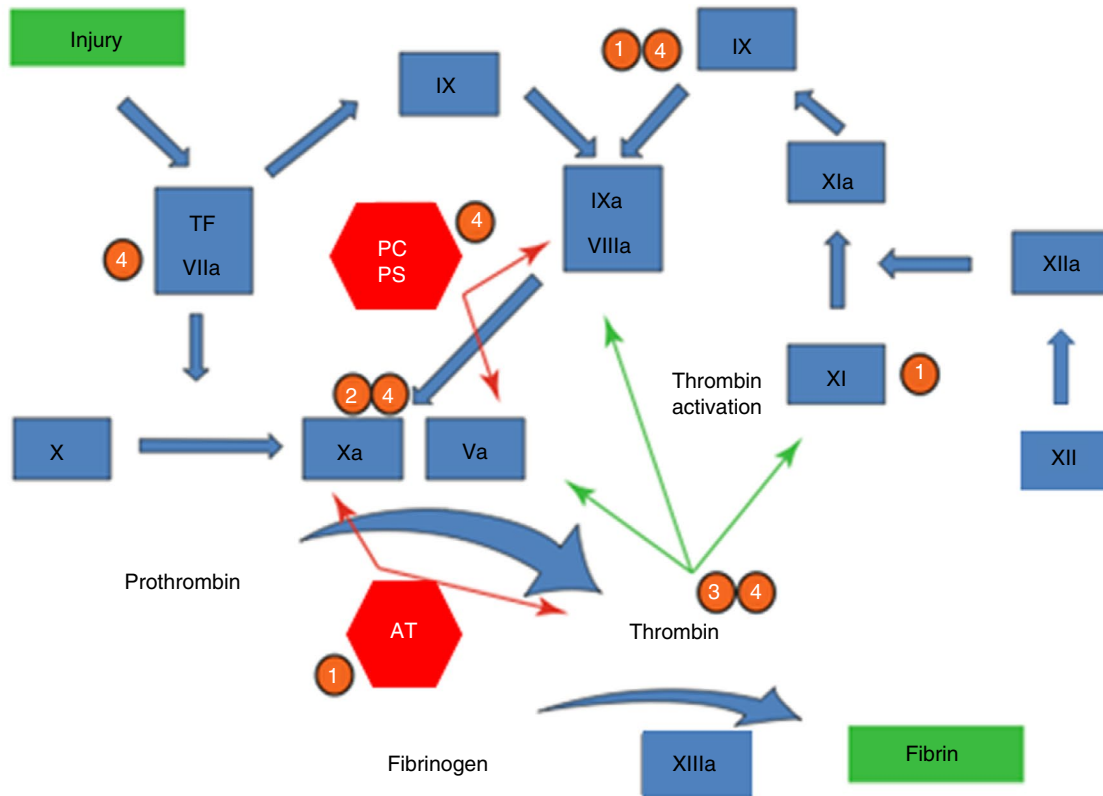 Injury
1
4
IX
IX
XIa
TF
VIIa
4
PC
PS
4
IXa
VIIIa
XIIa
2
4
Thrombin
activation
XI
1
X
Xa
Va
XII
Prothrombin
3
4
AT
Thrombin
1
Fibrinogen
XIIIa
Fibrin